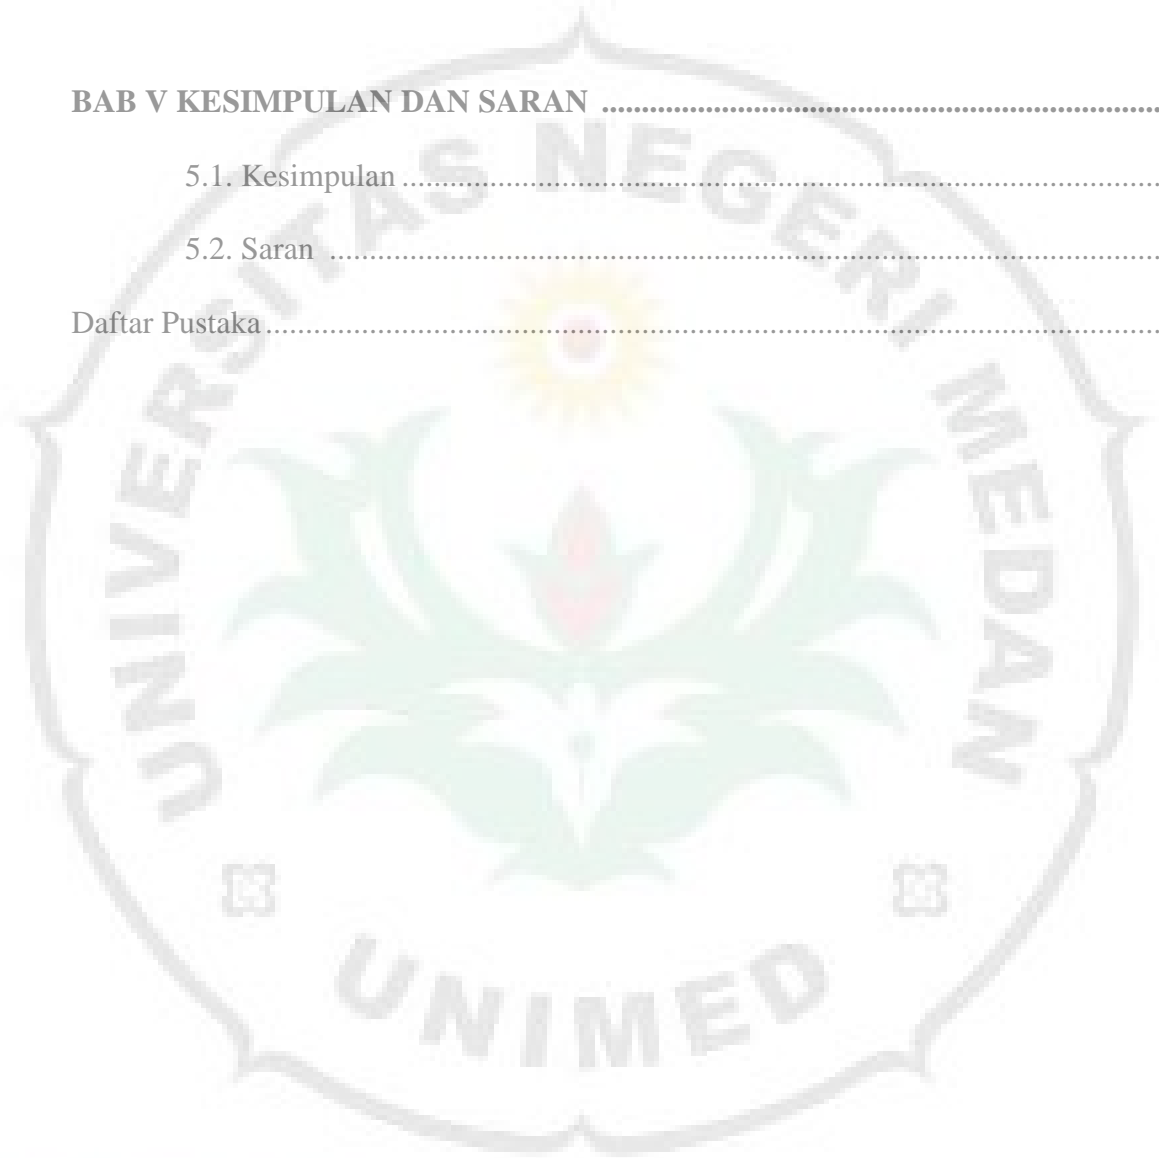 BAB V KESIMPULAN DAN SARAN ................................................................
5.1. Kesimpulan ................................................................................
5.2. Saran ................................................................................
Daftar Pustaka ................................................................................
UNIVERSITAS NEGERI MEDAN
UNIMED